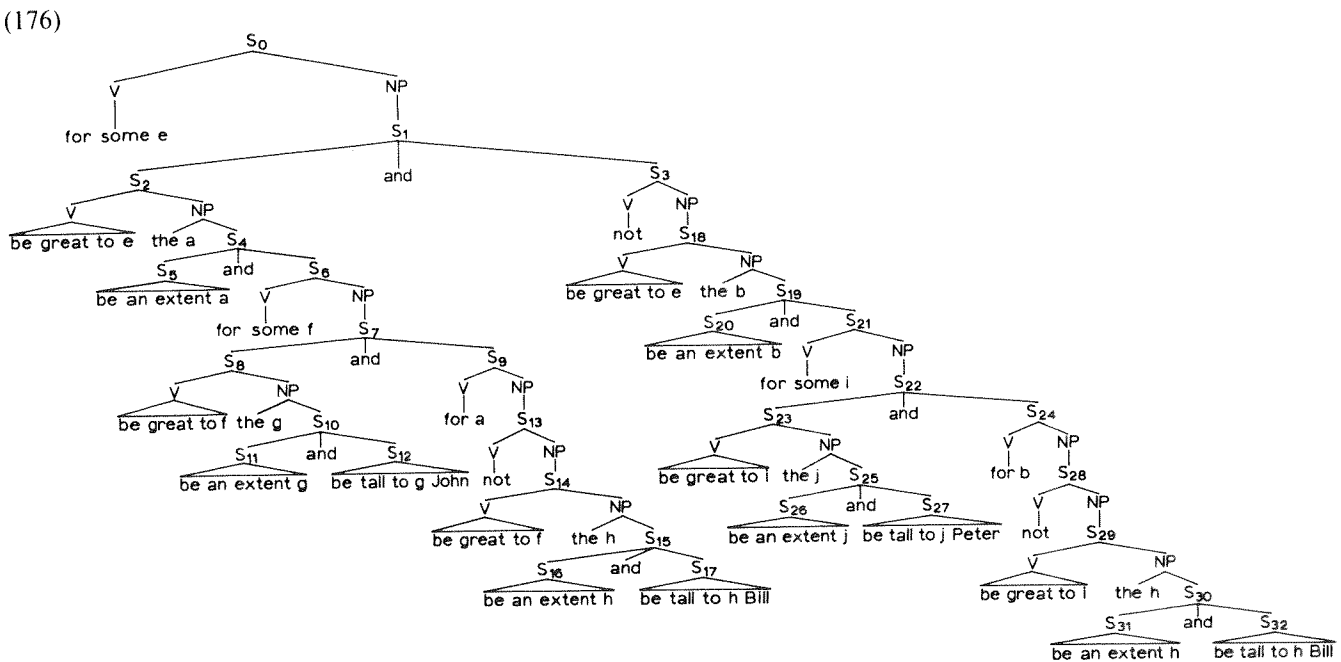 (176)
S0
V NP
for some e
S1
S2 and S3
V NP V NP
be great to e the a S4 not S18
S5 and S6 V NP
be an extent a V NP be great to e the b S19
for some f S7 S20 and S21
S8 and S9 be an extent b V NP
V NP V NP for some i S22
be great to f the g S10 for a S13 S23 and S24
S11 and S12 V NP V NP V NP
be an extent g be tall to g John not S14 be great to i the j S25 for b S28
V NP S26 and S27 V NP
be great to f the h S15 be an extent j be tall to j Peter not S29
S16 and S17 V NP
be an extent h be tall to h Bill be great to i the h S30
S31 and S32
be an extent h be tall to h Bill